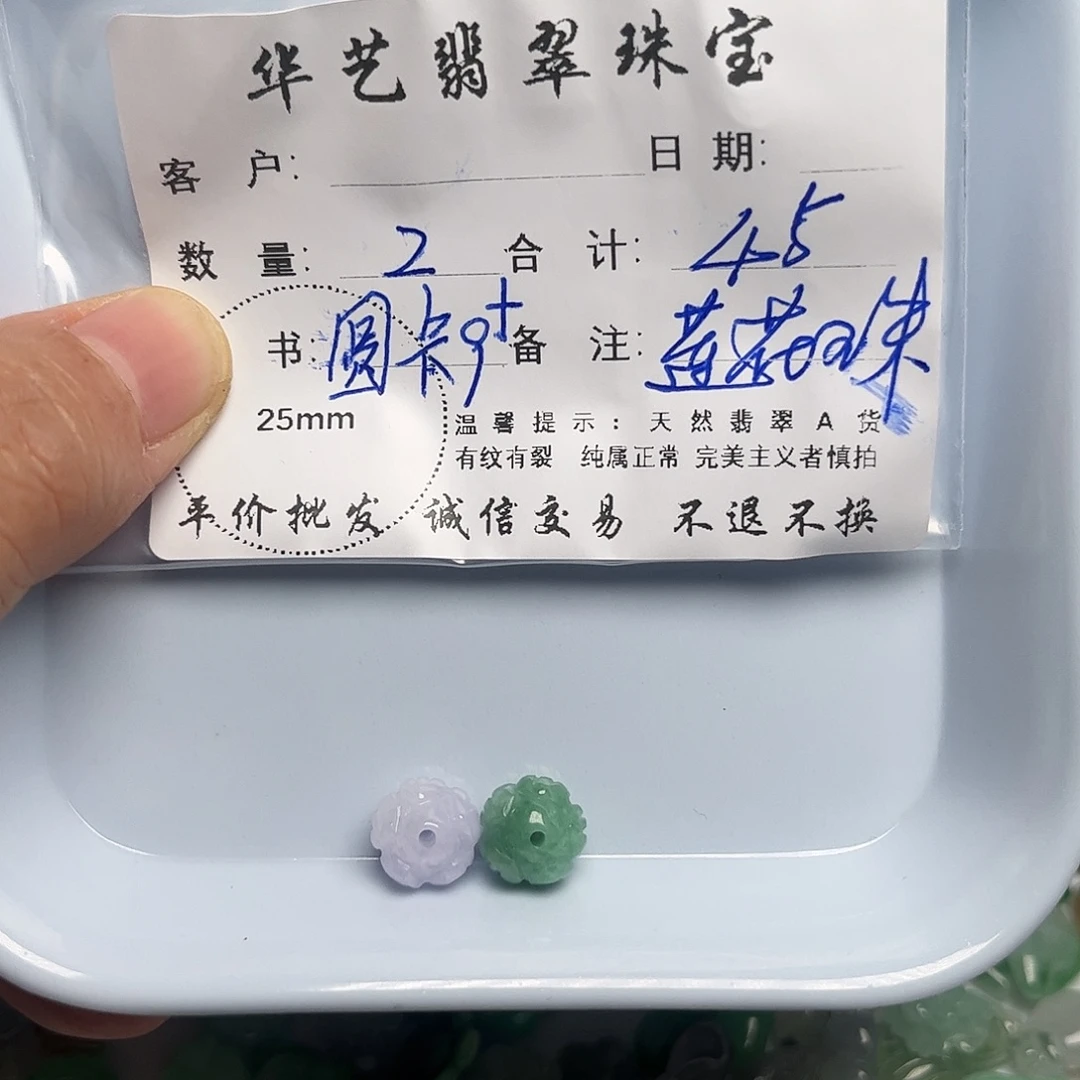 华艺翡翠珠宝
客户: 日期:
数量: 2 合计: 45
书: 圆卡9+ 备注: 莲花 珠
25mm
温馨提示: 天然翡翠A货
有纹有裂 纯属正常 完美主义者慎拍
平价批发 誠信交易 不退不换